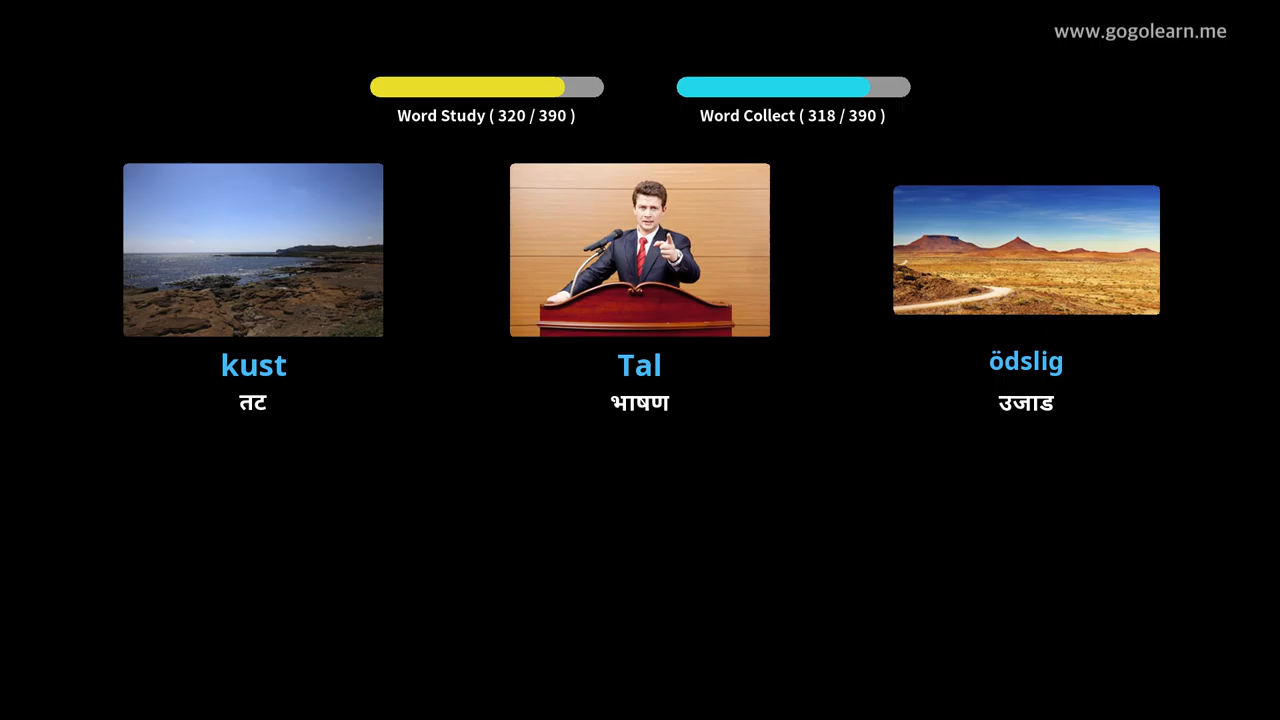 www.gogolearn.me
Word Study ( 320 / 390 )
Word Collect ( 318 / 390 )
kust
तट
Tal
भाषण
ödslig
उजाड